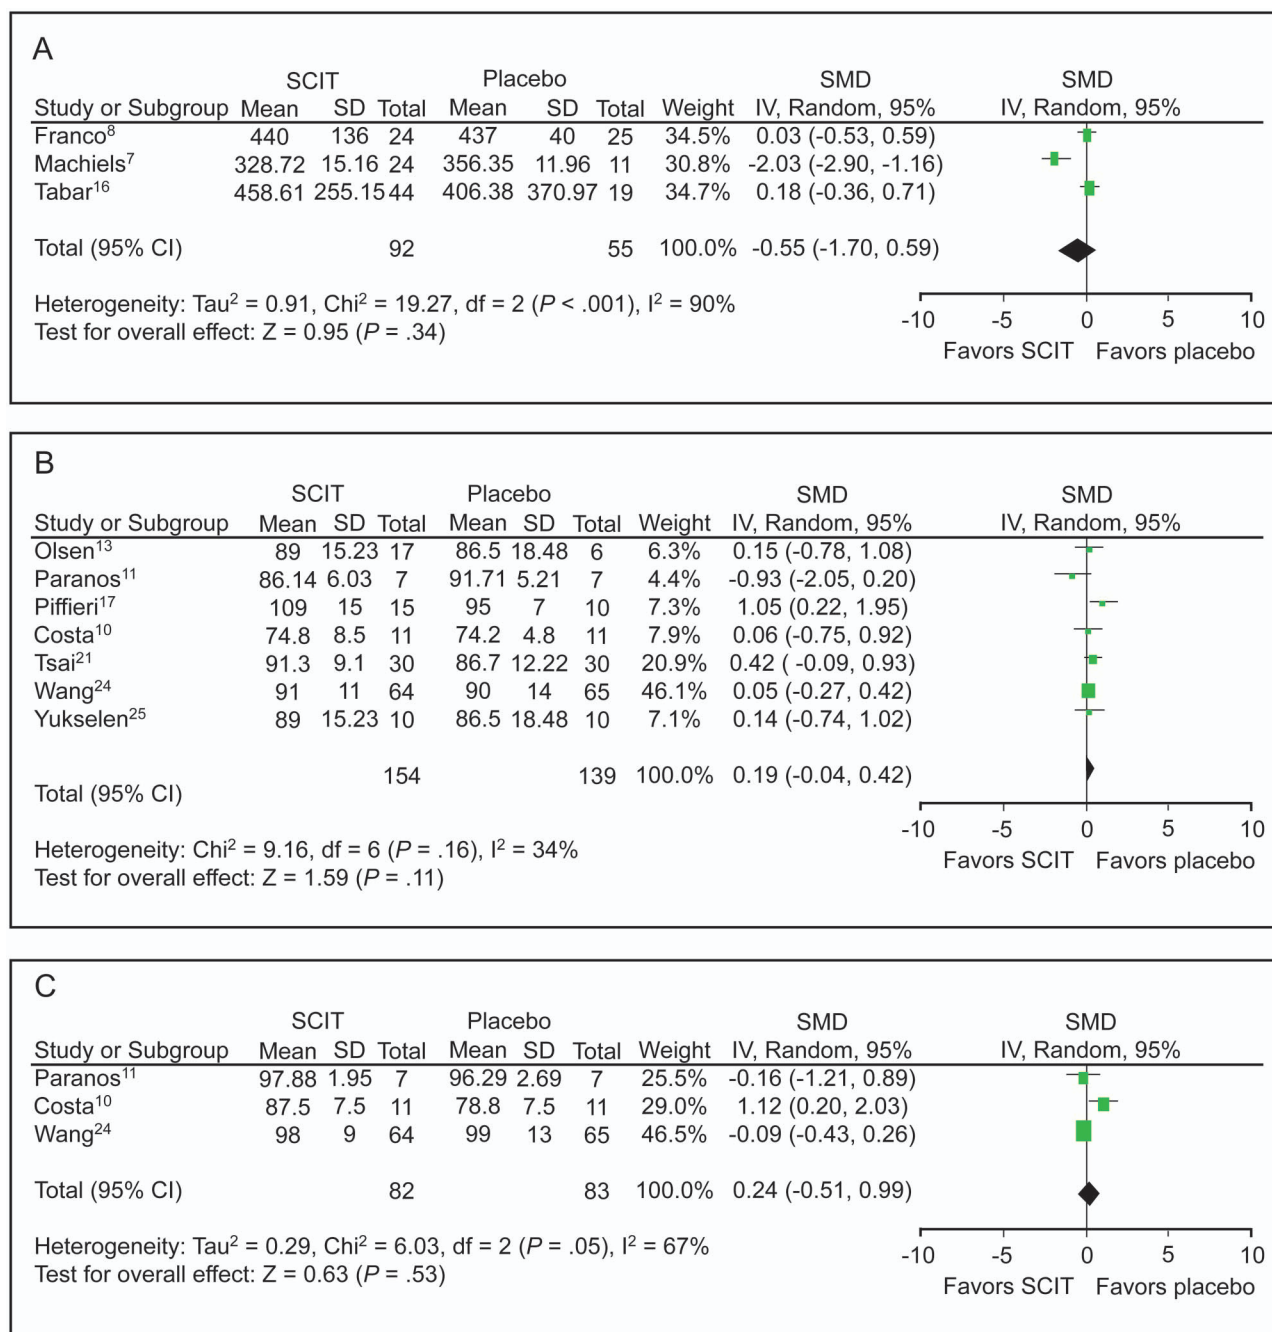 A
SCIT Placebo SMD SMD
Study or Subgroup Mean SD Total Mean SD Total Weight IV, Random, 95% IV, Random, 95%
Franco8 440 136 24 437 40 25 34.5% 0.03 (-0.53, 0.59)
Machiels7 328.72 15.16 24 356.35 11.96 11 30.8% -2.03 (-2.90, -1.16)
Tabar16 458.61 255.15 44 406.38 370.97 19 34.7% 0.18 (-0.36, 0.71)
Total (95% CI) 92 55 100.0% -0.55 (-1.70, 0.59)
Heterogeneity: Tau2 = 0.91, Chi2 = 19.27, df = 2 (P < .001), I2 = 90%
Test for overall effect: Z = 0.95 (P = .34)
-10 -5 0 5 10
Favors SCIT Favors placebo
B
SCIT Placebo SMD SMD
Study or Subgroup Mean SD Total Mean SD Total Weight IV, Random, 95% IV, Random, 95%
Olsen13 89 15.23 17 86.5 18.48 6 6.3% 0.15 (-0.78, 1.08)
Paranos11 86.14 6.03 7 91.71 5.21 7 4.4% -0.93 (-2.05, 0.20)
Piffieri17 109 15 15 95 7 10 7.3% 1.05 (0.22, 1.95)
Costa10 74.8 8.5 11 74.2 4.8 11 7.9% 0.06 (-0.75, 0.92)
Tsai21 91.3 9.1 30 86.7 12.22 30 20.9% 0.42 ( -0.09, 0.93)
Wang24 91 11 64 90 14 65 46.1% 0.05 (-0.27, 0.42)
Yukselen25 89 15.23 10 86.5 18.48 10 7.1% 0.14 (-0.74, 1.02)
154 139 100.0% 0.19 (-0.04, 0.42)
Total (95% CI)
-10 -5 0 5 10
Heterogeneity: Chi2 = 9.16, df = 6 (P = .16), I2 = 34%
Favors SCIT Favors placebo
Test for overall effect: Z = 1.59 (P = .11)
C
SCIT Placebo SMD SMD
Study or Subgroup Mean SD Total Mean SD Total Weight IV, Random, 95% IV, Random, 95%
Paranos11 97.88 1.95 7 96.29 2.69 7 25.5% -0.16 (-1.21, 0.89)
Costa10 87.5 7.5 11 78.8 7.5 11 29.0% 1.12 (0.20, 2.03)
Wang24 98 9 64 99 13 65 46.5% -0.09 (-0.43, 0.26)
Total (95% CI) 82 83 100.0% 0.24 (-0.51, 0.99)
Heterogeneity: Tau2 = 0.29, Chi2 = 6.03, df = 2 (P = .05), I2 = 67%
-10 -5 0 5 10
Test for overall effect: Z = 0.63 (P = .53)
Favors SCIT Favors placebo